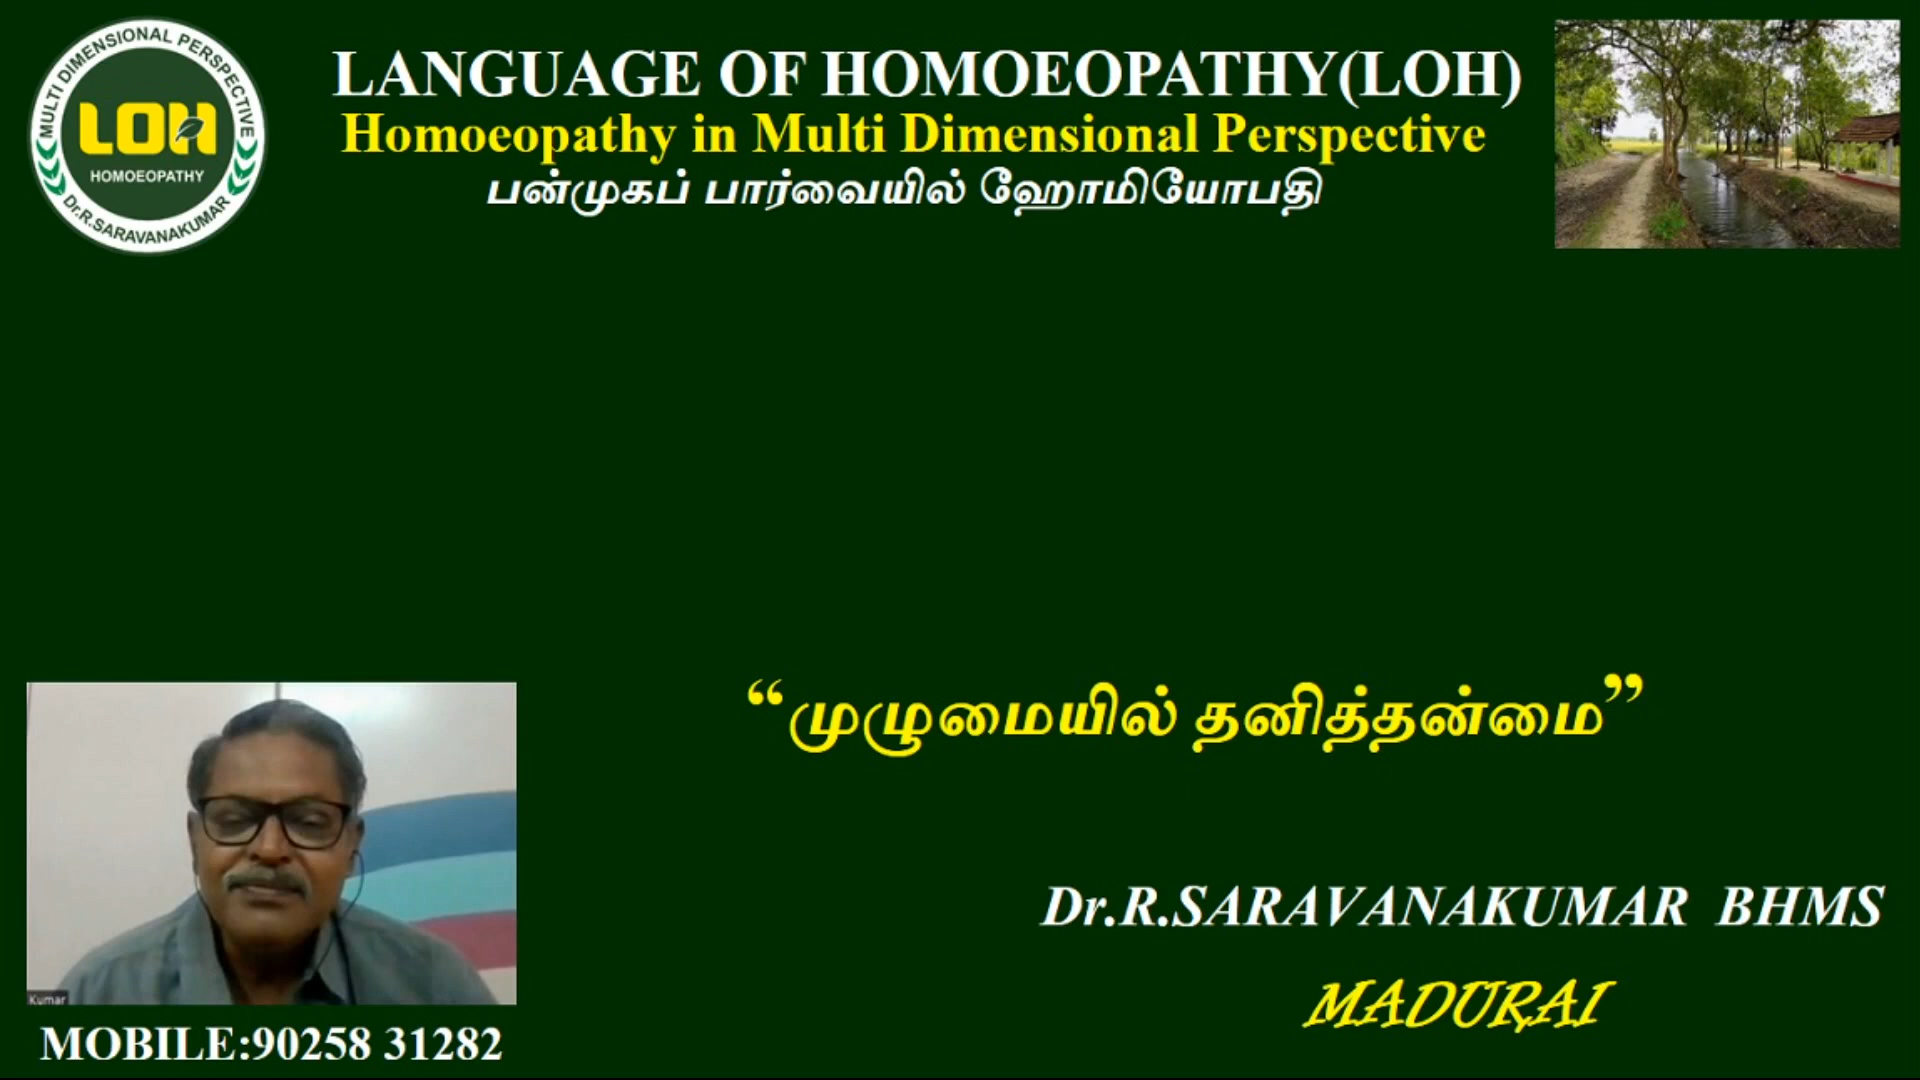 MULTI DIMENSIONAL PERSPECTIVE
LOH
HOMOEOPATHY
Dr.R.SARAVANAKUMAR
LANGUAGE OF HOMOEOPATHY(LOH)
Homoeopathy in Multi Dimensional Perspective
பன்முகப் பார்வையில் ஹோமியோபதி
“முழுமையில் தனித்தன்மை”
Dr.R.SARAVANAKUMAR BHMS
MADURAI
Kumar
MOBILE:90258 31282